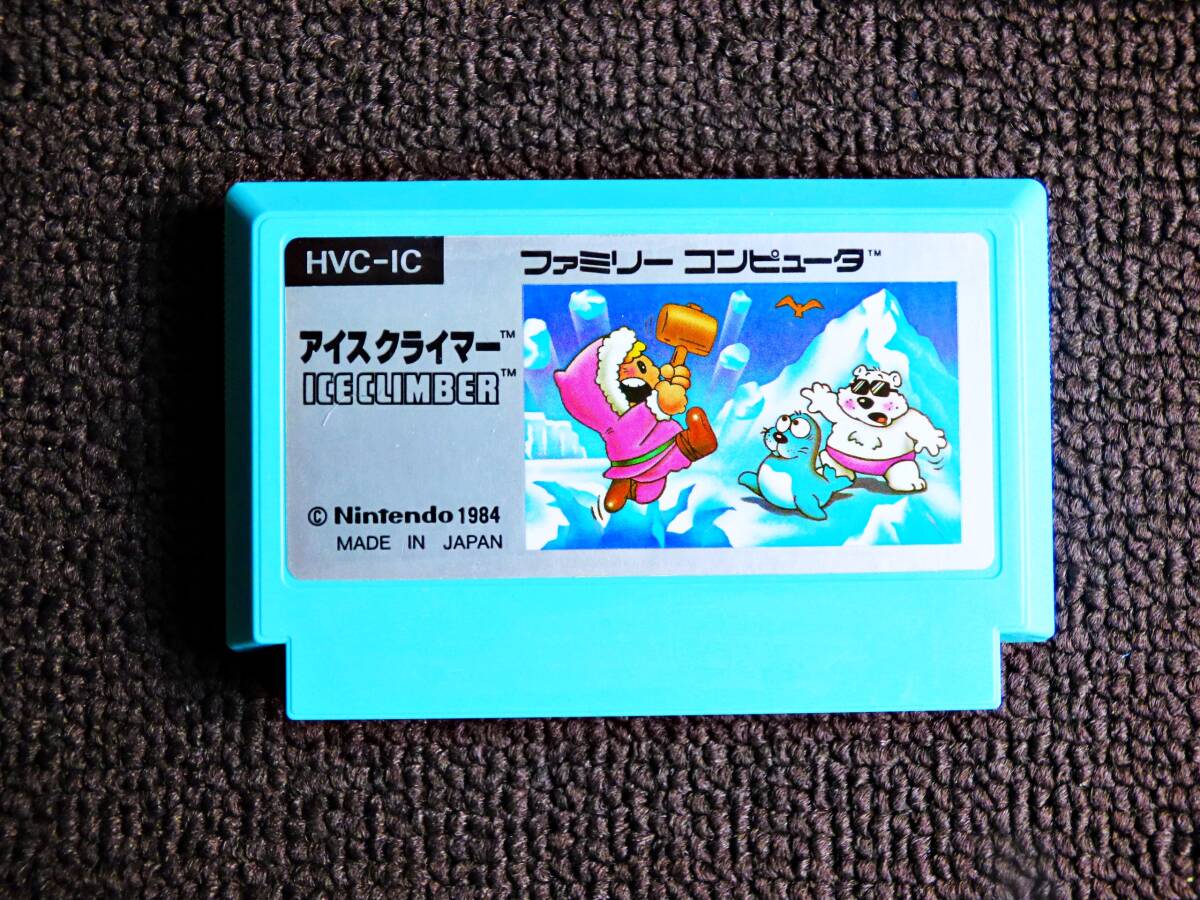 HVC-IC
ファミリー コンピュータ™
アイスクライマー™
ICE CLIMBER™
© Nintendo 1984
MADE IN JAPAN